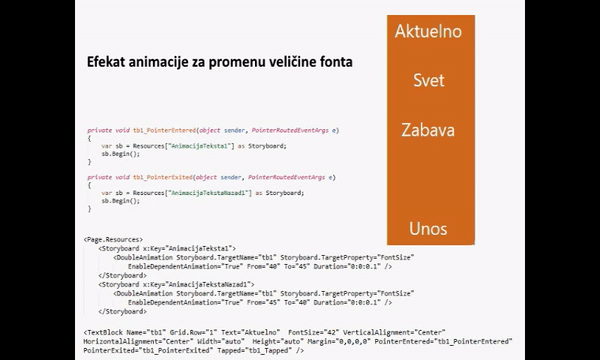 Efekat animacije za promenu veličine fonta
Aktuelno
Svet
Zabava
Unos
private void tb1_PointerEntered(object sender, PointerRoutedEventArgs e)
{
var sb = Resources["AnimacijaTeksta1"] as Storyboard;
sb.Begin();
}
private void tb1_PointerExited(object sender, PointerRoutedEventArgs e)
{
var sb = Resources["AnimacijaTekstaNazad1"] as Storyboard;
sb.Begin();
}
<Page.Resources>
<Storyboard x:Key="AnimacijaTeksta1">
<DoubleAnimation Storyboard.TargetName="tb1" Storyboard.TargetProperty="FontSize"
EnableDependentAnimation="True" From="40" To="45" Duration="0:0:0.1" />
</Storyboard>
<Storyboard x:Key="AnimacijaTekstaNazad1">
<DoubleAnimation Storyboard.TargetName="tb1" Storyboard.TargetProperty="FontSize"
EnableDependentAnimation="True" From="45" To="40" Duration="0:0:0.1" />
</Storyboard>
<TextBlock Name="tb1" Grid.Row="1" Text="Aktuelno" FontSize="42" VerticalAlignment="Center"
HorizontalAlignment="Center" Width="auto" Height="auto" Margin="0,0,0,0" PointerEntered="tb1_PointerEntered"
PointerExited="tb1_PointerExited" Tapped="tb1_Tapped" />